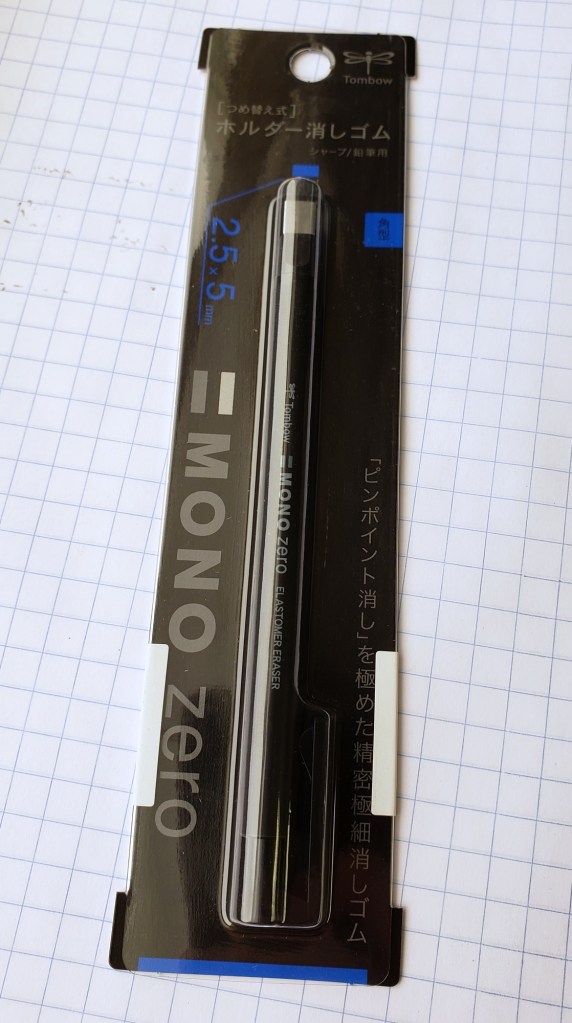 Tombow
[つめ替え式]
ホルダー消しゴム
シャープ/鉛筆用
角型
2.5×5mm
Tombow MONO zero ELASTOMER ERASER
MONO zero
「ピンポイント消し」を極めた精密極細消しゴム